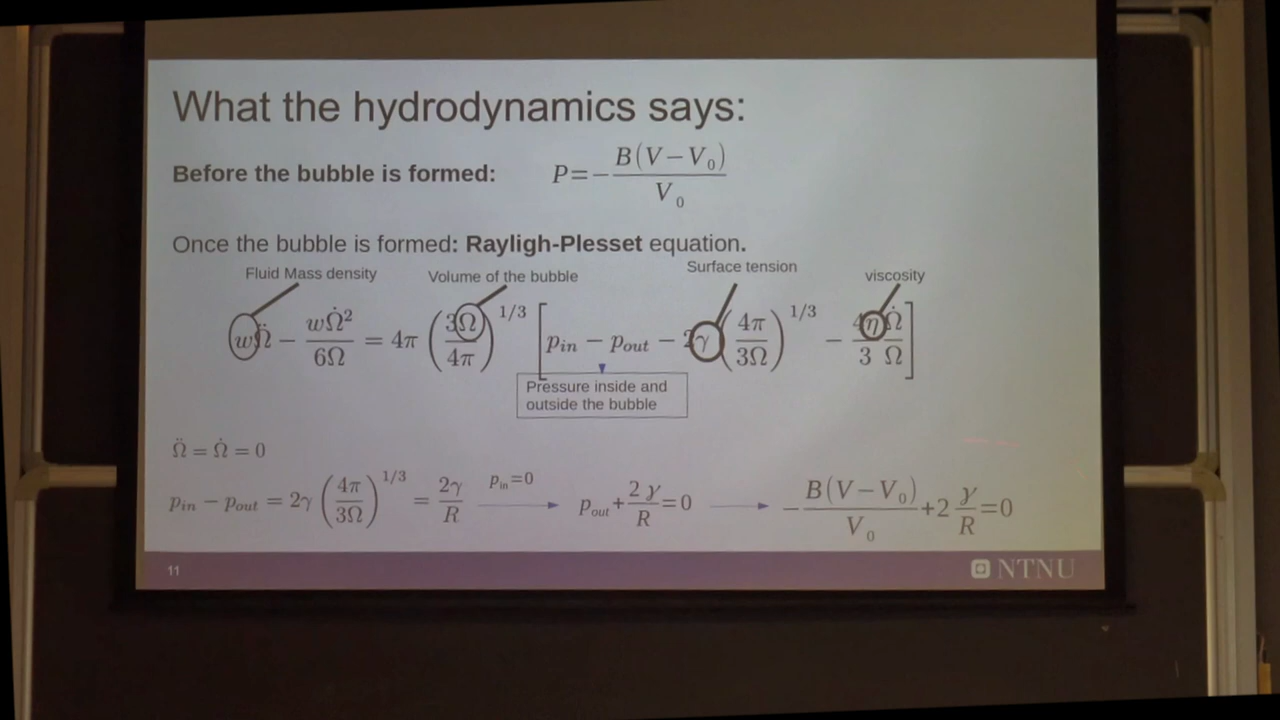 What the hydrodynamics says:
Before the bubble is formed: P=−B(V−V₀)/V₀
Once the bubble is formed: Rayligh-Plesset equation.
Fluid Mass density Volume of the bubble Surface tension viscosity
wΩ̈ − wΩ̇²/6Ω = 4π (3Ω/4π)^1/3 [p_in − p_out − 2γ (4π/3Ω)^1/3 − 4η/3 Ω̇/Ω]
Pressure inside and
outside the bubble
Ω̈ = Ω̇ = 0
p_in − p_out = 2γ (4π/3Ω)^1/3 = 2γ/R p_in=0 → p_out+2γ/R=0 → −B(V−V₀)/V₀+2γ/R=0
11 NTNU